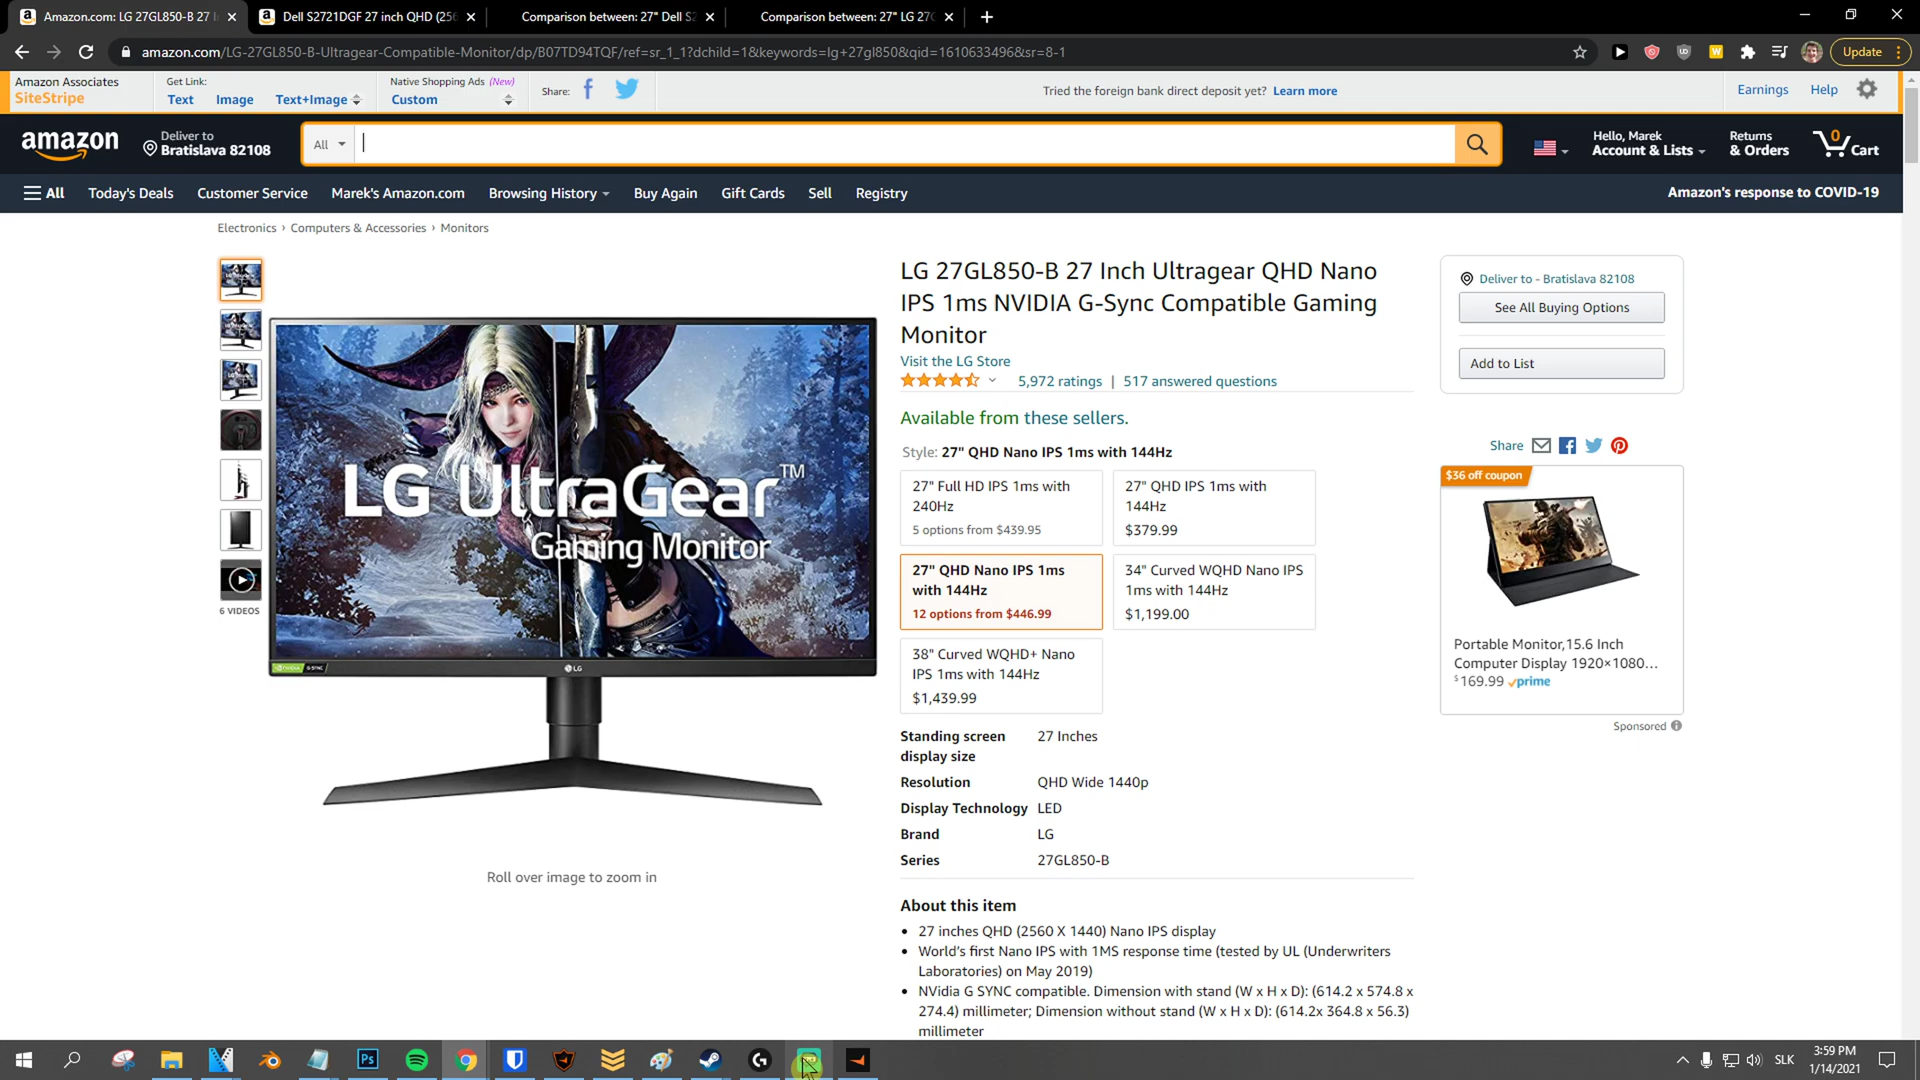 Amazon.com: LG 27GL850-B 27 I
Dell S2721DGF 27 inch QHD (256
Comparison between: 27" Dell S2
Comparison between: 27" LG 27G
amazon.com/LG-27GL850-B-Ultragear-Compatible-Monitor/dp/B07TD94TQF/ref=sr_1_1?dchild=1&keywords=lg+27gl850&qid=1610633496&sr=8-1
Update
Amazon Associates
SiteStripe
Get Link:
Text Image Text+Image
Native Shopping Ads (New)
Custom
Share:
Tried the foreign bank direct deposit yet? Learn more
Earnings Help
amazon
Deliver to
Bratislava 82108
All
Hello, Marek
Account & Lists
Returns
& Orders
0
Cart
All Today's Deals Customer Service Marek's Amazon.com Browsing History Buy Again Gift Cards Sell Registry
Amazon's response to COVID-19
Electronics › Computers & Accessories › Monitors
LG UltraGear™
Gaming Monitor
LG
6 VIDEOS
Roll over image to zoom in
LG 27GL850-B 27 Inch Ultragear QHD Nano
IPS 1ms NVIDIA G-Sync Compatible Gaming
Monitor
Visit the LG Store
5,972 ratings | 517 answered questions
Available from these sellers.
Style: 27" QHD Nano IPS 1ms with 144Hz
27" Full HD IPS 1ms with
240Hz
5 options from $439.95
27" QHD IPS 1ms with
144Hz
$379.99
27" QHD Nano IPS 1ms
with 144Hz
12 options from $446.99
34" Curved WQHD Nano IPS
1ms with 144Hz
$1,199.00
38" Curved WQHD+ Nano
IPS 1ms with 144Hz
$1,439.99
Standing screen
display size
27 Inches
Resolution QHD Wide 1440p
Display Technology LED
Brand LG
Series 27GL850-B
About this item
• 27 inches QHD (2560 X 1440) Nano IPS display
• World's first Nano IPS with 1MS response time (tested by UL (Underwriters
Laboratories) on May 2019)
• NVidia G SYNC compatible. Dimension with stand (W x H x D): (614.2 x 574.8 x
274.4) millimeter; Dimension without stand (W x H x D): (614.2x 364.8 x 56.3)
millimeter
Deliver to - Bratislava 82108
See All Buying Options
Add to List
Share
$36 off coupon
Portable Monitor,15.6 Inch
Computer Display 1920×1080...
$169.99 prime
Sponsored
Ps
SLK
3:59 PM
1/14/2021